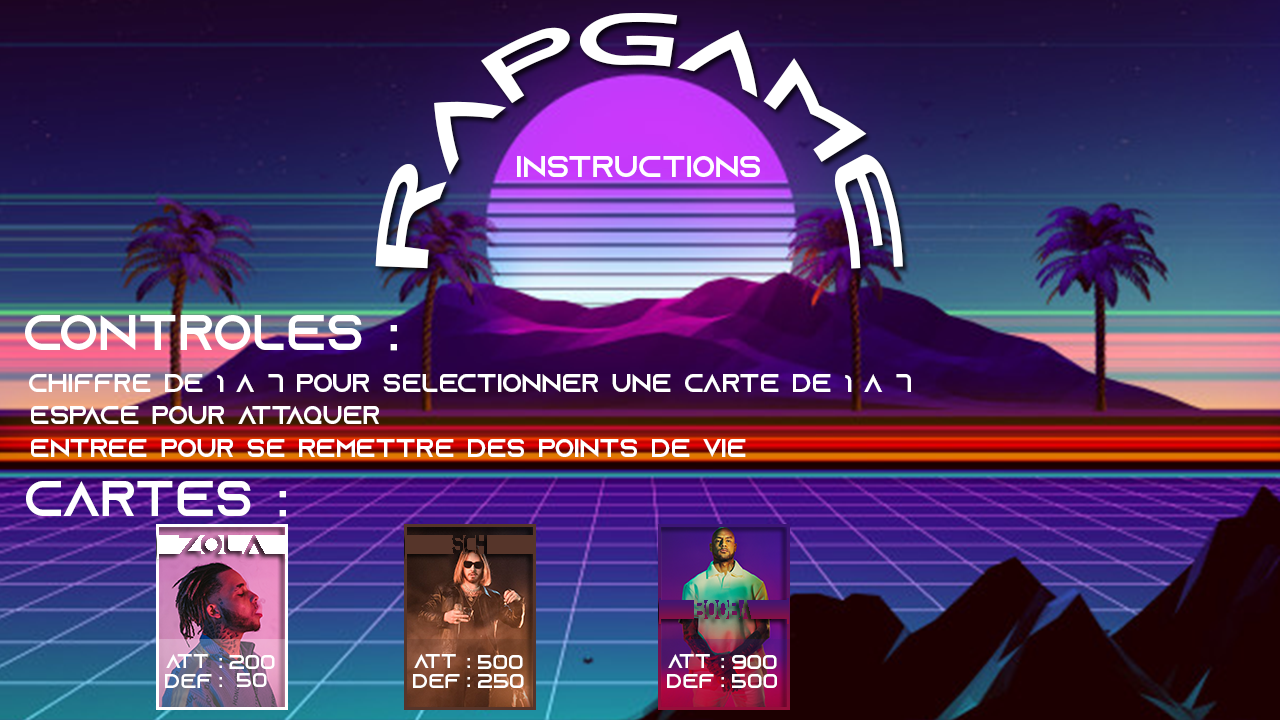 RAPGAME
INSTRUCTIONS
CONTROLES :
CHIFFRE DE 1 A 7 POUR SELECTIONNER UNE CARTE DE 1 A 7
ESPACE POUR ATTAQUER
ENTREE POUR SE REMETTRE DES POINTS DE VIE
CARTES :
ZOLA
ATT : 200
DEF : 50
SCH
ATT : 500
DEF : 250
BOOBA
ATT : 900
DEF : 500